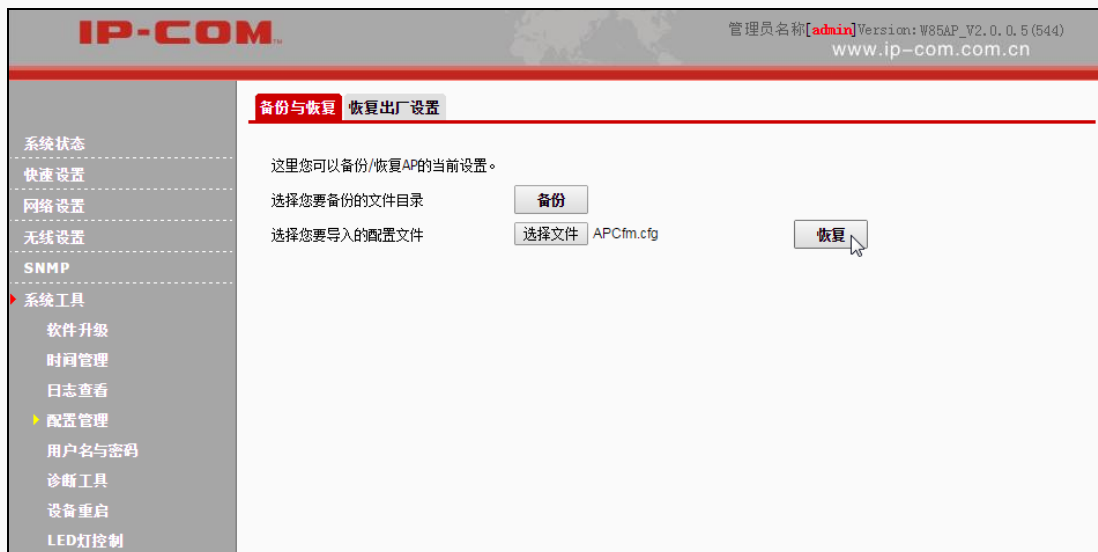 IP-COM
管理员名称[admin]Version: W85AP_V2.0.0.5(544)
www.ip-com.com.cn
备份与恢复 恢复出厂设置
系统状态
这里您可以备份/恢复AP的当前设置。
快速设置
选择您要备份的文件目录 备份
网络设置
选择您要导入的配置文件 选择文件 APCfm.cfg 恢复
无线设置
SNMP
系统工具
软件升级
时间管理
日志查看
配置管理
用户名与密码
诊断工具
设备重启
LED灯控制